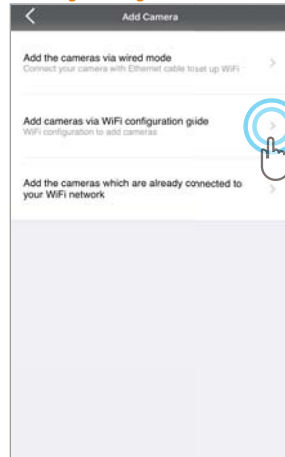 Add Camera
Add the cameras via wired mode
Connect your camera with Ethernet cable toset up WiFi
Add cameras via WiFi configuration guide
WiFi configuration to add cameras
Add the cameras which are already connected to
your WiFi network